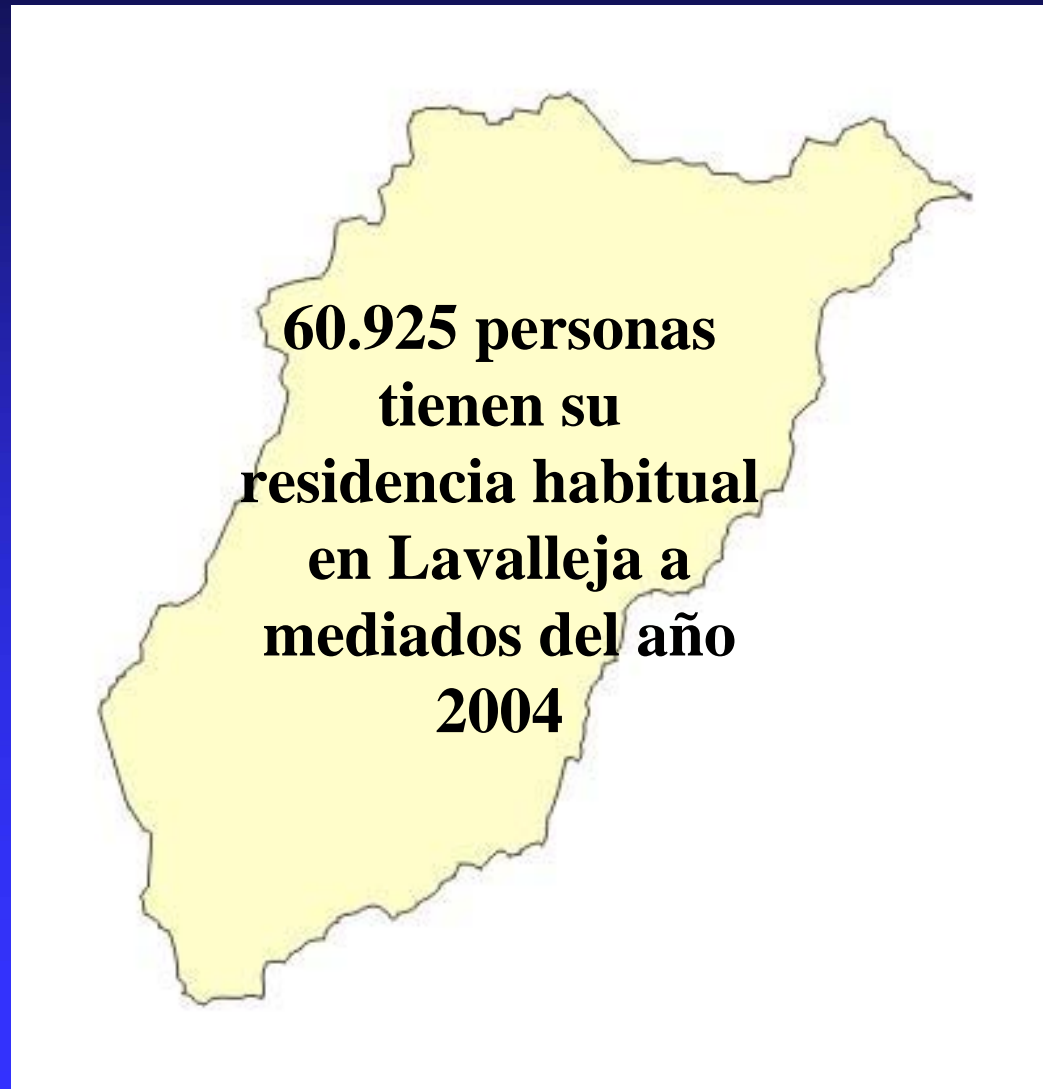 60.925 personas
tienen su
residencia habitual
en Lavalleja a
mediados del año
2004